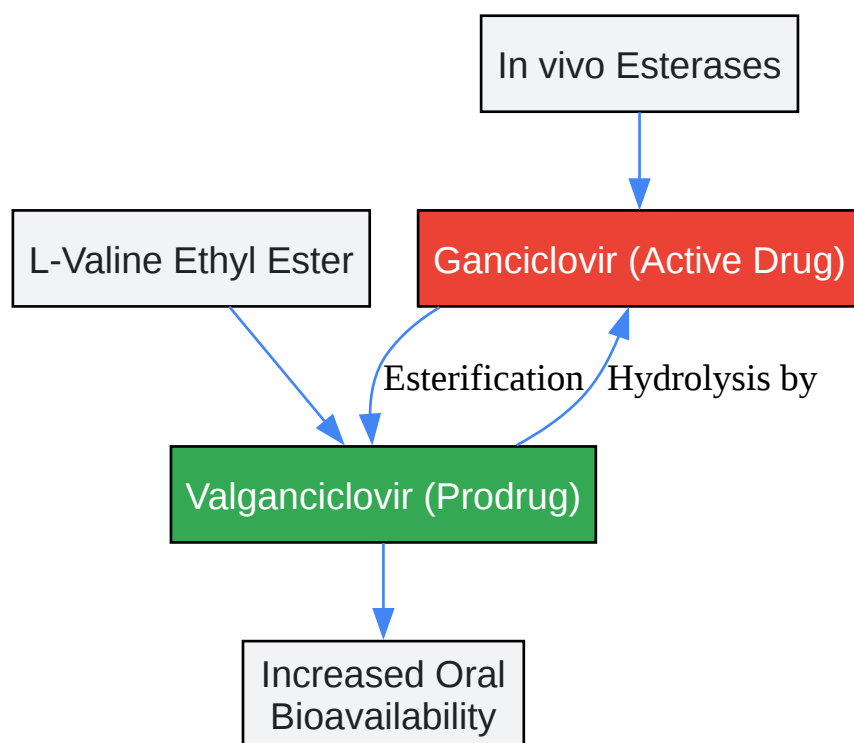 In vivo Esterases
L-Valine Ethyl Ester
Ganciclovir (Active Drug)
Esterification
Hydrolysis by
Valganciclovir (Prodrug)
Increased Oral
Bioavailability